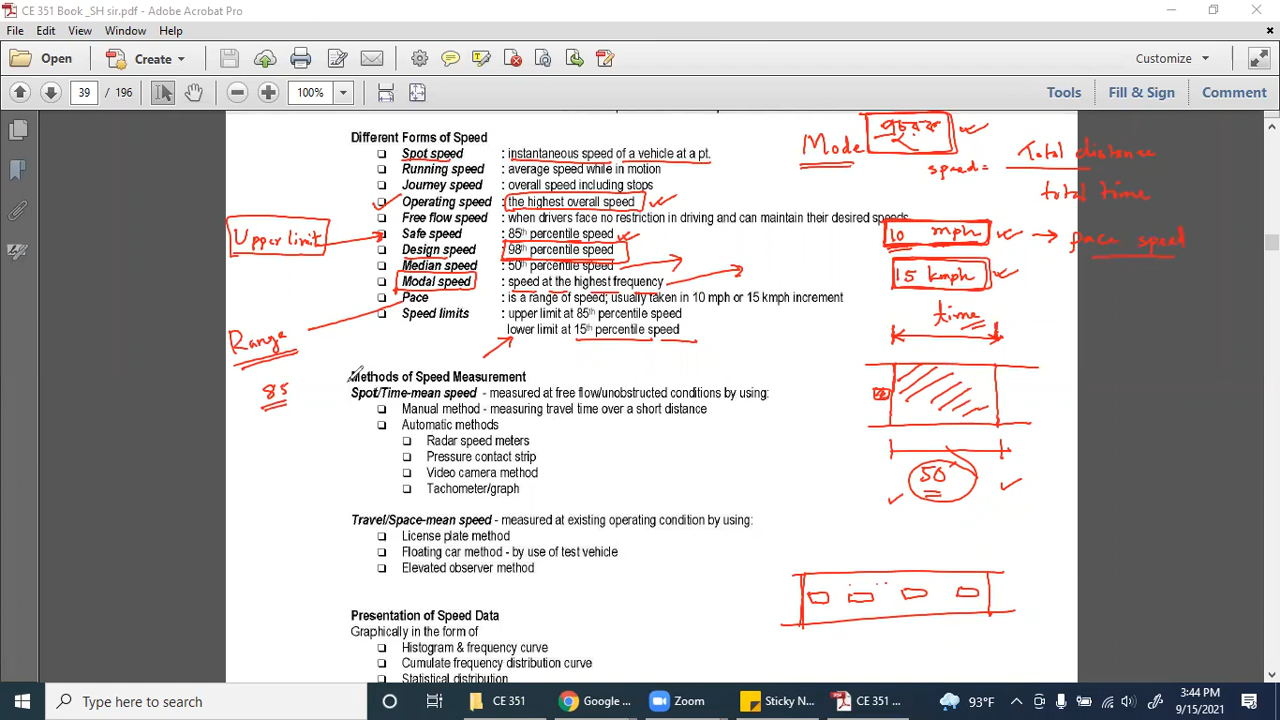 CE 351 Book _SH sir.pdf - Adobe Acrobat Pro
File Edit View Window Help
Open Create Customize
39 / 196 100% Tools Fill & Sign Comment
Different Forms of Speed
Spot speed : instantaneous speed of a vehicle at a pt.
Running speed : average speed while in motion
Journey speed : overall speed including stops
Operating speed : the highest overall speed
Free flow speed : when drivers face no restriction in driving and can maintain their desired speeds
Safe speed : 85th percentile speed
Design speed : 98th percentile speed
Median speed : 50th percentile speed
Modal speed : speed at the highest frequency
Pace : is a range of speed; usually taken in 10 mph or 15 kmph increment
Speed limits : upper limit at 85th percentile speed
lower limit at 15th percentile speed
Mode
speed = Total distance
total time
Upper limit
10 mph → pace speed
15 kmph
time
Range
85
50'
Methods of Speed Measurement
Spot/Time-mean speed - measured at free flow/unobstructed conditions by using:
Manual method - measuring travel time over a short distance
Automatic methods
Radar speed meters
Pressure contact strip
Video camera method
Tachometer/graph
Travel/Space-mean speed - measured at existing operating condition by using:
License plate method
Floating car method - by use of test vehicle
Elevated observer method
Presentation of Speed Data
Graphically in the form of
Histogram & frequency curve
Cumulate frequency distribution curve
Statistical distribution
Type here to search
CE 351
Google ...
Zoom
Sticky N...
CE 351 ...
93°F
3:44 PM
9/15/2021